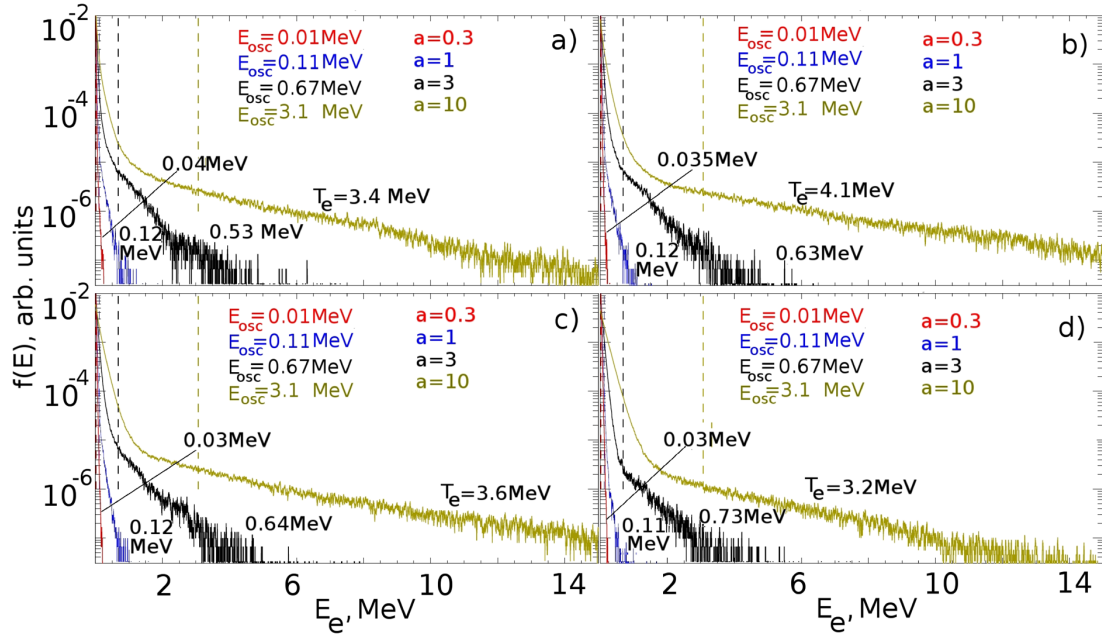 10^-2
E_osc=0.01MeV a=0.3 a)
E_osc=0.11MeV a=1
E_osc=0.67MeV a=3
E_osc=3.1 MeV a=10
10^-4
0.04MeV
T_e=3.4 MeV
10^-6
0.12
MeV
0.53 MeV
E_osc=0.01MeV a=0.3 b)
E_osc=0.11MeV a=1
E_osc=0.67MeV a=3
E_osc=3.1 MeV a=10
0.035MeV
T_e=4.1MeV
0.12
MeV
0.63MeV
f(E), arb. units
10^-2
E_osc=0.01MeV a=0.3 c)
E_osc=0.11MeV a=1
E_osc=0.67MeV a=3
E_osc=3.1 MeV a=10
10^-4
0.03MeV
10^-6
T_e=3.6MeV
0.12
MeV
0.64MeV
2 6 10 14
E_e, MeV
E_osc=0.01MeV a=0.3 d)
E_osc=0.11MeV a=1
E_osc=0.67MeV a=3
E_osc=3.1 MeV a=10
0.03MeV
T_e=3.2MeV
0.11
MeV
0.73MeV
2 6 10 14
E_e, MeV